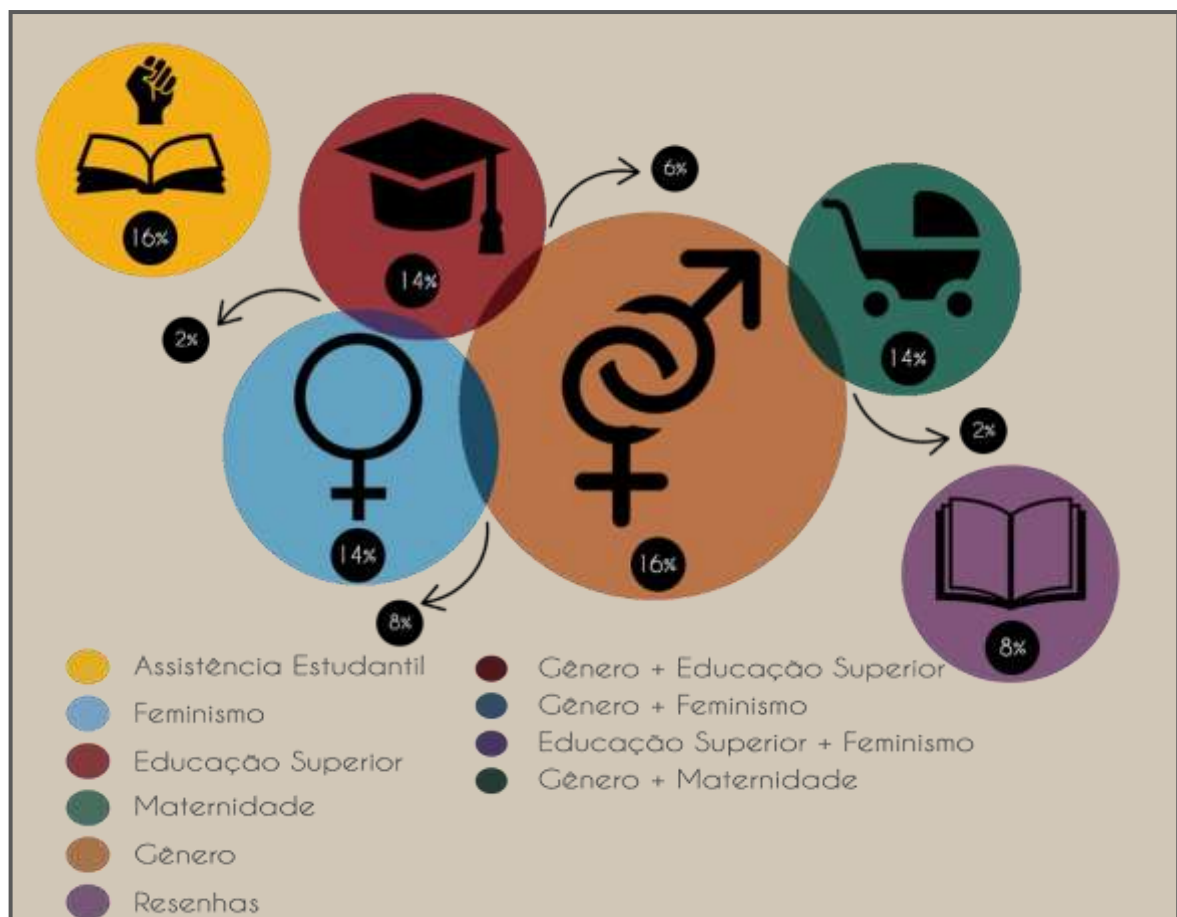 16%
14%
6%
2%
14%
14%
16%
2%
8%
8%
Assistência Estudantil
Feminismo
Educação Superior
Maternidade
Gênero
Resenhas
Gênero + Educação Superior
Gênero + Feminismo
Educação Superior + Feminismo
Gênero + Maternidade